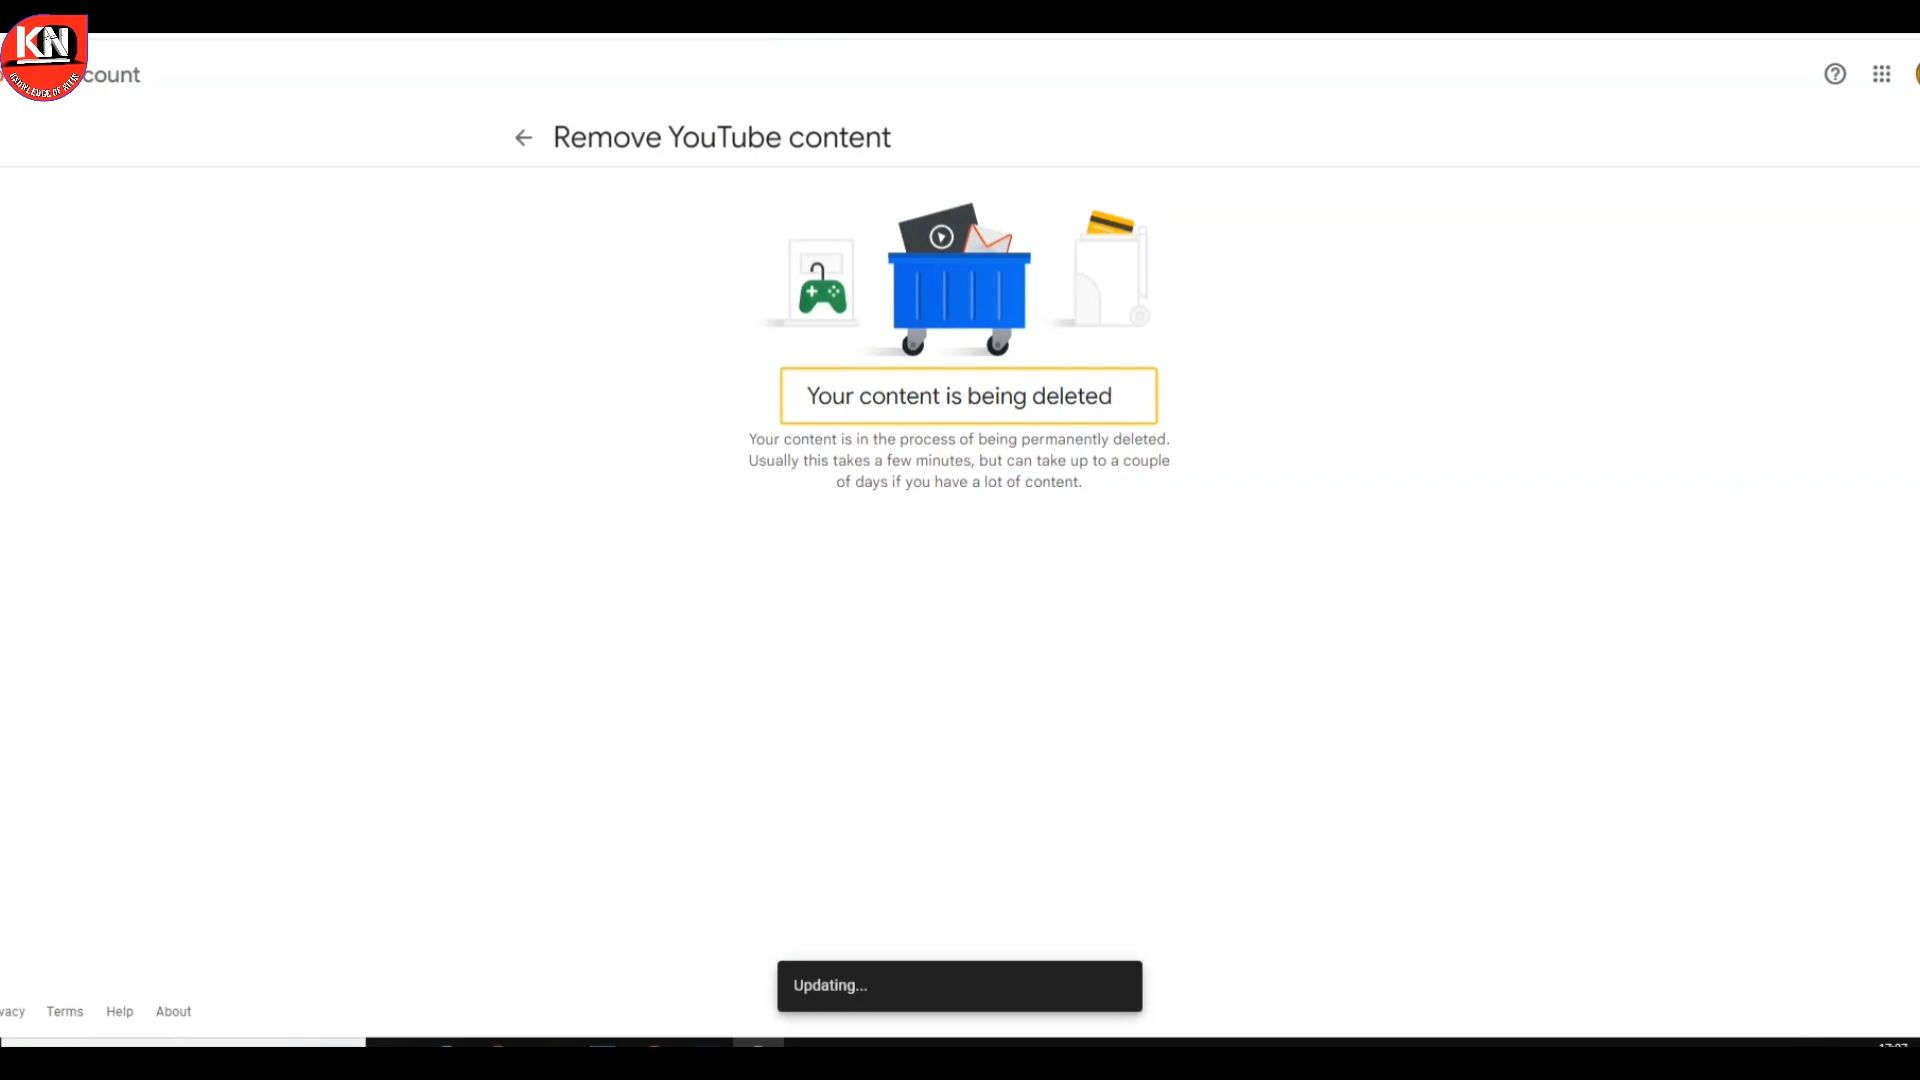 KN
KNOWLEDGE OF
count
Remove YouTube content
Your content is being deleted
Your content is in the process of being permanently deleted.
Usually this takes a few minutes, but can take up to a couple
of days if you have a lot of content.
Updating...
vacy Terms Help About